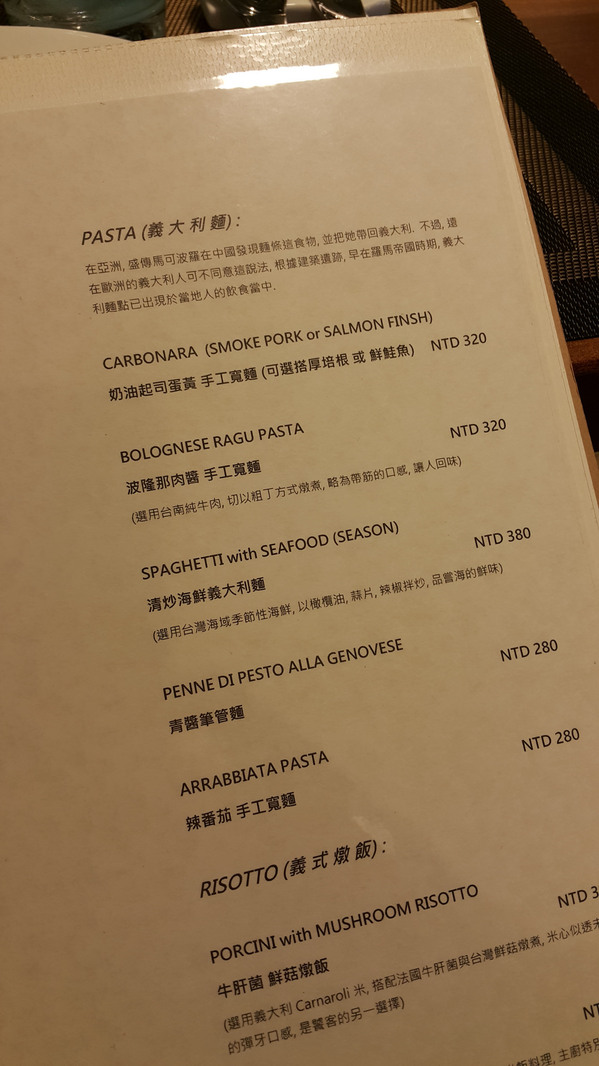 PASTA (義大利麵) :
在亞洲, 盛傳馬可波羅在中國發現麵條這食物, 並把她帶回義大利. 不過, 遠
在歐洲的義大利人可不同意這說法, 根據建築遺跡, 早在羅馬帝國時期, 義大
利麵點已出現於當地人的飲食當中.
CARBONARA (SMOKE PORK or SALMON FINSH)
奶油起司蛋黃 手工寬麵 (可選搭厚培根 或 鮮鮭魚) NTD 320
BOLOGNESE RAGU PASTA NTD 320
波隆那肉醬 手工寬麵
(選用台南純牛肉, 切以粗丁方式燉煮, 略為帶筋的口感, 讓人回味)
SPAGHETTI with SEAFOOD (SEASON) NTD 380
清炒海鮮義大利麵
(選用台灣海域季節性海鮮, 以橄欖油, 蒜片, 辣椒拌炒, 品嘗海的鮮味)
PENNE DI PESTO ALLA GENOVESE NTD 280
青醬筆管麵
ARRABBIATA PASTA NTD 280
辣番茄 手工寬麵
RISOTTO (義式燉飯) :
PORCINI with MUSHROOM RISOTTO NTD 3
牛肝菌 鮮菇燉飯
(選用義大利 Carnaroli 米, 搭配法國牛肝菌與台灣鮮菇燉煮, 米心似透未
的彈牙口感, 是饕客的另一選擇)
NT
飯料理, 主廚特別